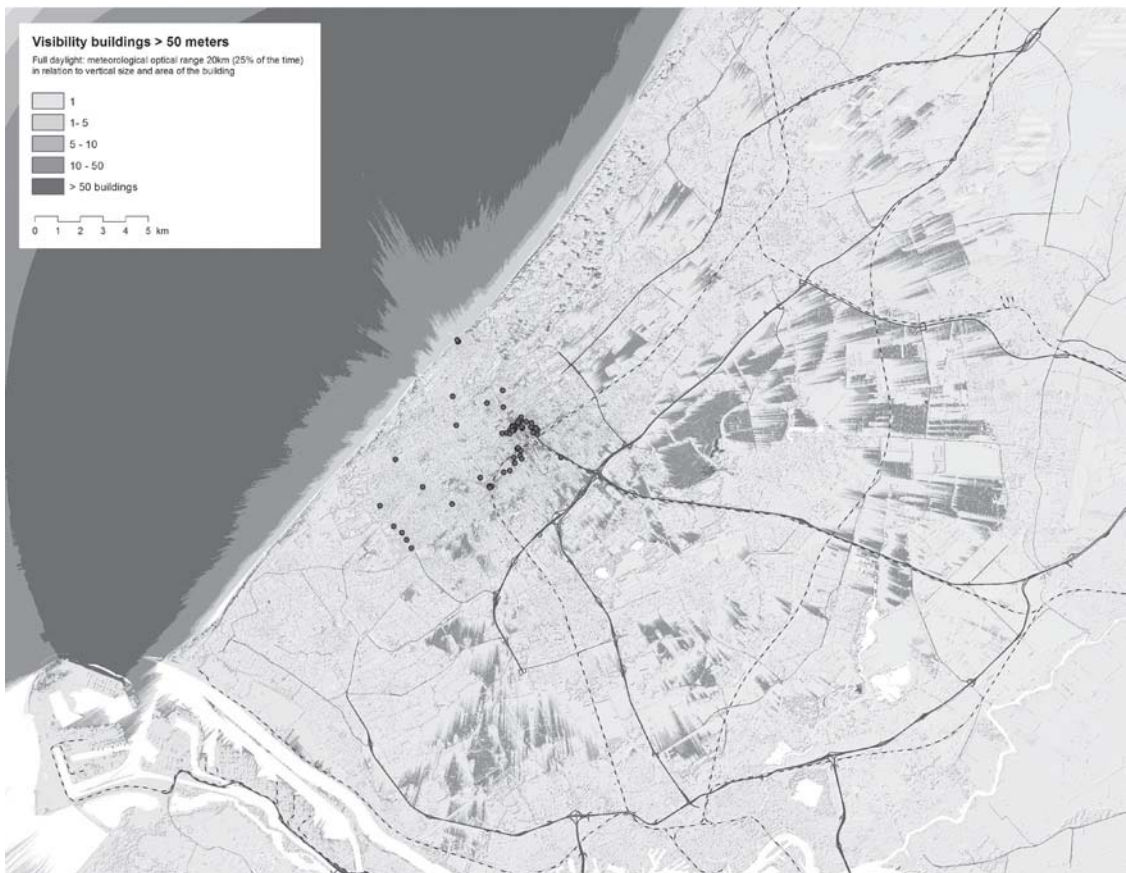 Visibility buildings > 50 meters
Full daylight: meteorological optical range 20km (25% of the time)
in relation to vertical size and area of the building
1
1- 5
5 - 10
10 - 50
> 50 buildings
0 1 2 3 4 5 km